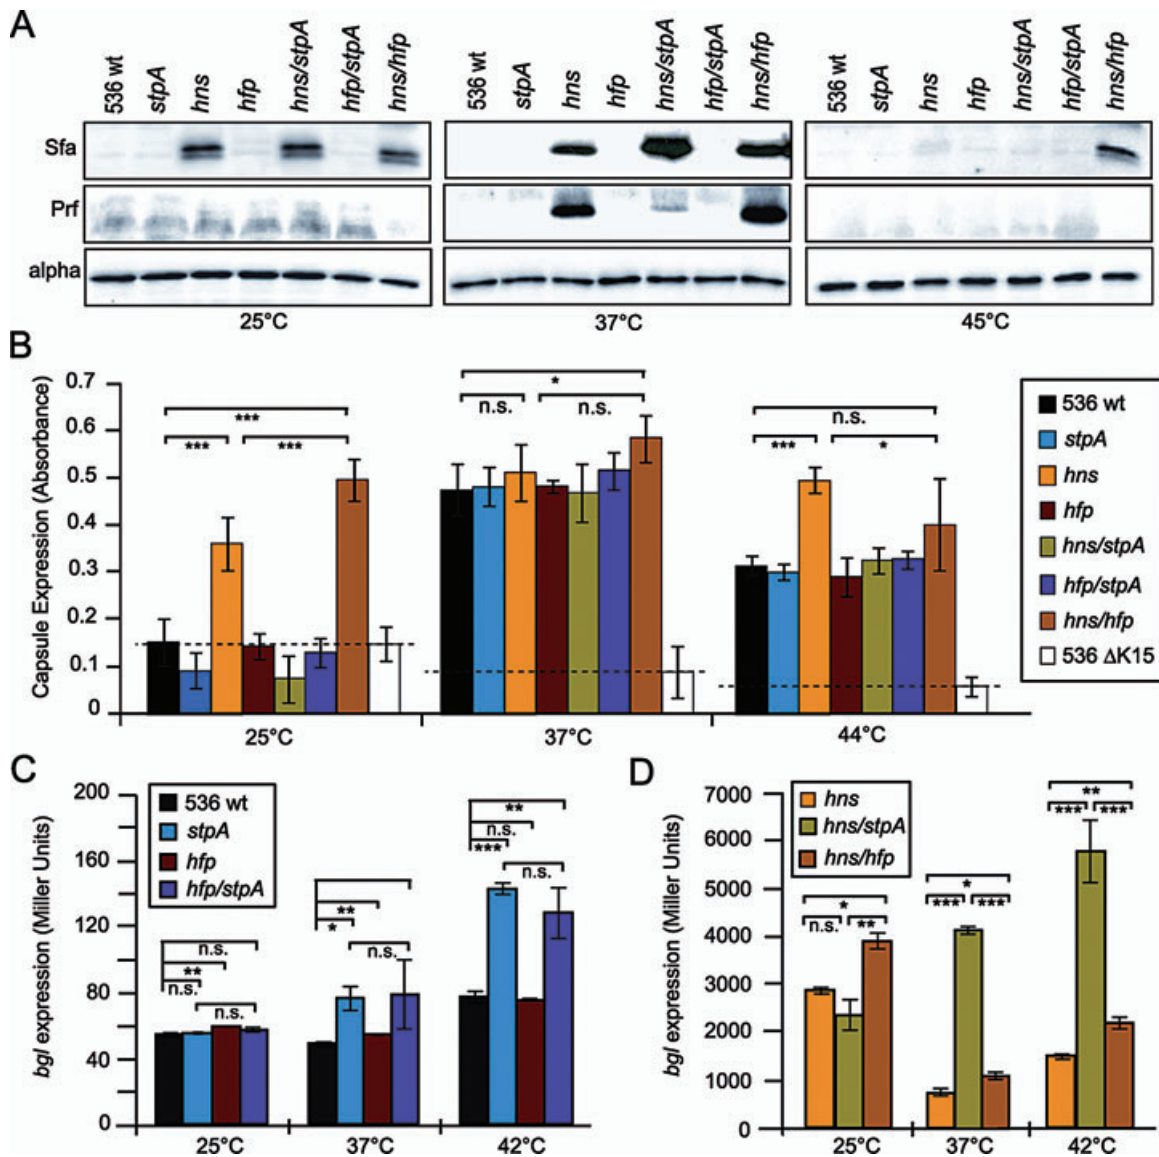 A
536 wt
stpA
hns
hfp
hns/stpA
hfp/stpA
hns/hfp
536 wt
stpA
hns
hfp
hns/stpA
hfp/stpA
hns/hfp
536 wt
stpA
hns
hfp
hns/stpA
hfp/stpA
hns/hfp
Sfa
Prf
alpha
25°C 37°C 45°C
B
Capsule Expression (Absorbance)
0.7
0.6
0.5
0.4
0.3
0.2
0.1
0
***
*** ***
*
n.s. n.s.
n.s.
*** *
25°C 37°C 44°C
536 wt
stpA
hns
hfp
hns/stpA
hfp/stpA
hns/hfp
536 ΔK15
C
bgl expression (Miller Units)
200
160
120
80
40
0
536 wt
stpA
hfp
hfp/stpA
n.s.
**
n.s.
n.s.
**
*
n.s.
**
n.s.
***
n.s.
25°C 37°C 42°C
D
bgl expression (Miller Units)
7000
6000
5000
4000
3000
2000
1000
0
hns
hns/stpA
hns/hfp
*
n.s. **
*
*** ***
**
*** ***
25°C 37°C 42°C